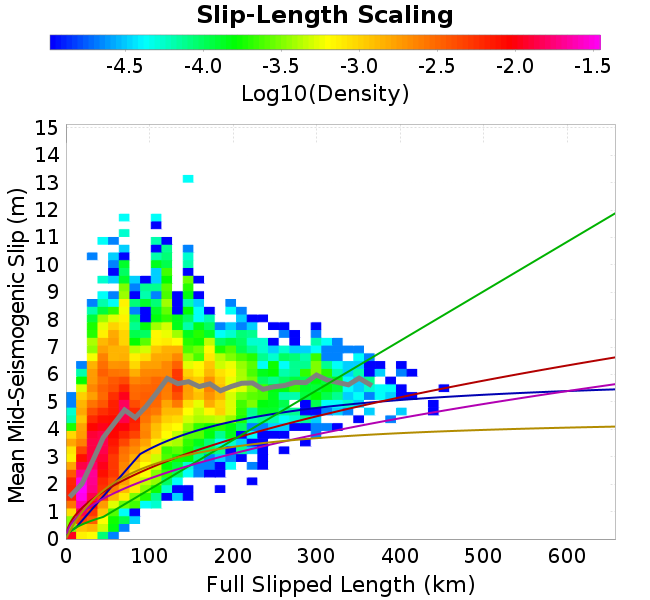 Slip-Length Scaling
-4.5 -4.0 -3.5 -3.0 -2.5 -2.0 -1.5
Log10(Density)
Mean Mid-Seismogenic Slip (m)
15
14
13
12
11
10
9
8
7
6
5
4
3
2
1
0
0 100 200 300 400 500 600
Full Slipped Length (km)